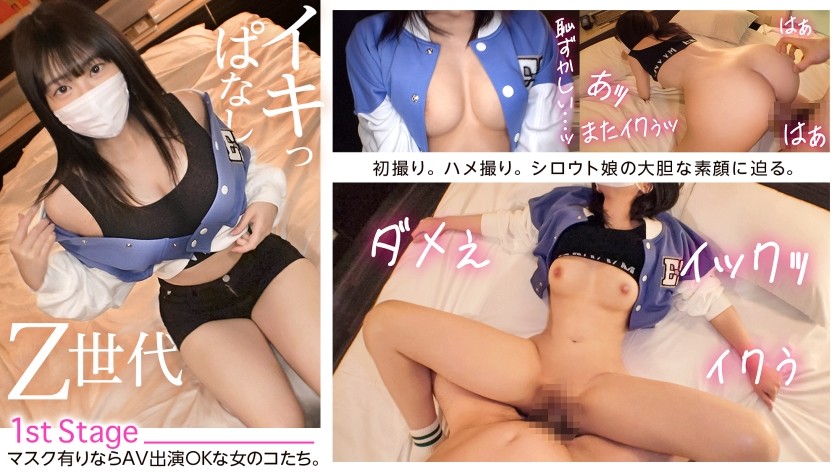 イキっ
ぱなし
Z世代
1st Stage
マスク有りならAV出演OKな女のコたち。
恥ずかしい…ッ
あッ
またイクぅッ
はぁ
はぁ
初撮り。ハメ撮り。シロウト娘の大胆な素顔に迫る。
ダメぇ
イックッ
イクぅ